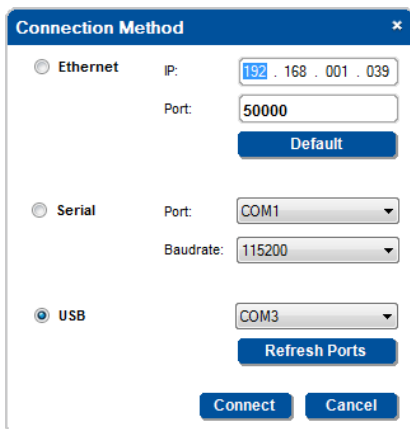 Connection Method ×
Ethernet IP: 192 . 168 . 001 . 039
Port: 50000
Default
Serial Port: COM1
Baudrate: 115200
USB COM3
Refresh Ports
Connect Cancel